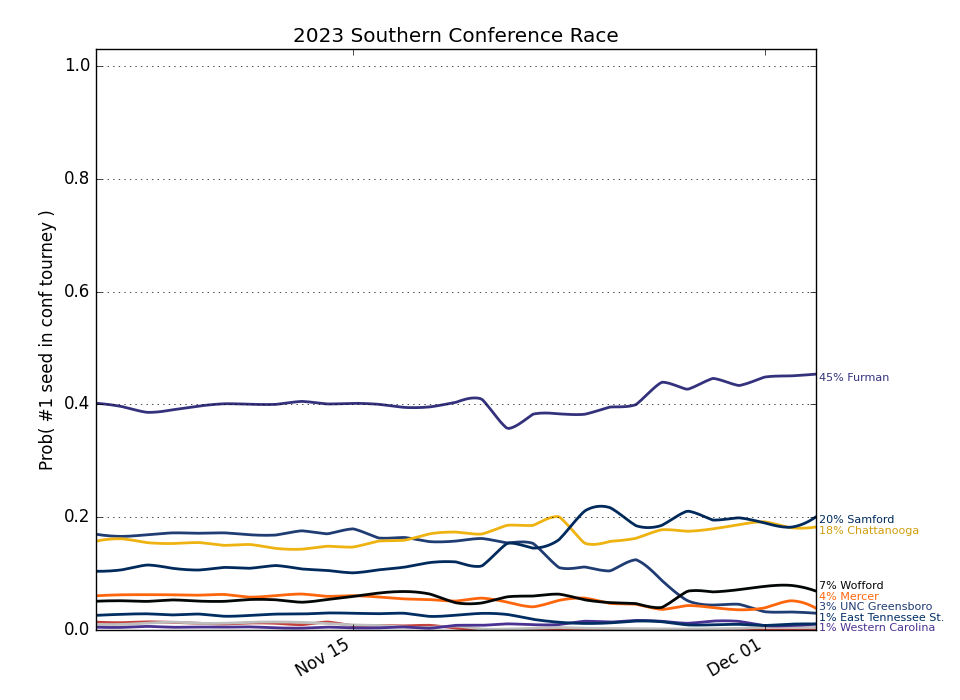 2023 Southern Conference Race
Prob( #1 seed in conf tourney )
1.0
0.8
0.6
0.4
0.2
0.0
Nov 15
Dec 01
45% Furman
20% Samford
18% Chattanooga
7% Wofford
4% Mercer
3% UNC Greensboro
1% East Tennessee St.
1% Western Carolina